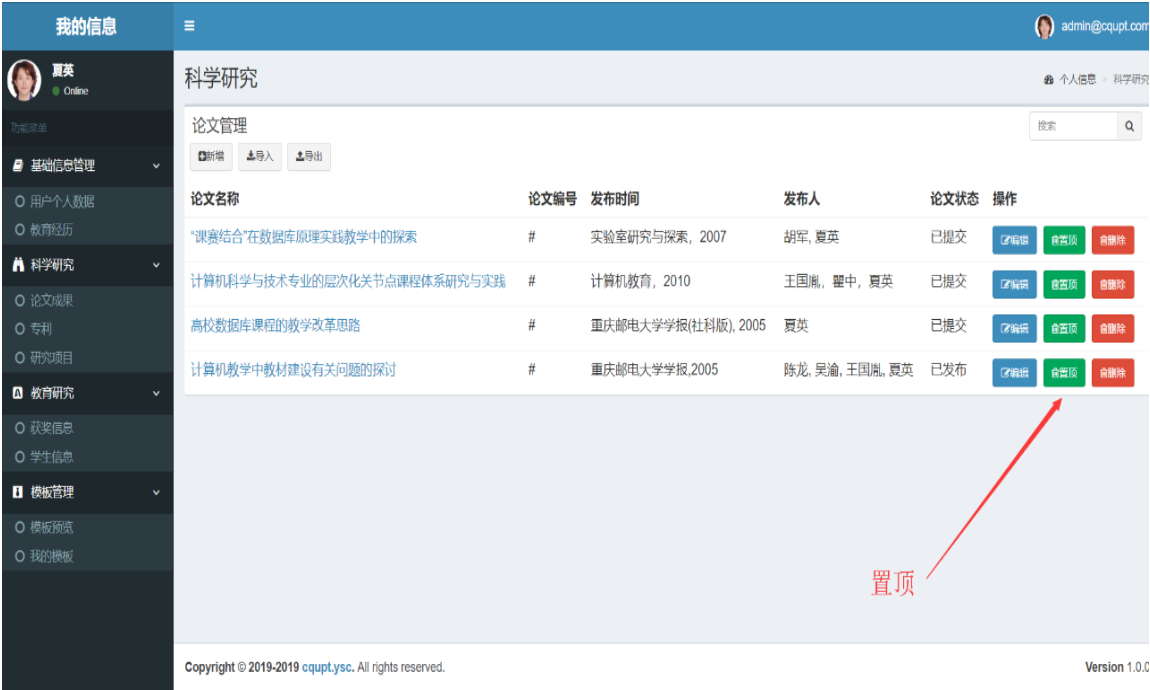 我的信息
admin@cqupt.com
夏英
Online
功能菜单
基础信息管理
用户个人数据
教育经历
科学研究
论文成果
专利
研究项目
教育研究
获奖信息
学生信息
模板管理
模板预览
我的模板
科学研究
个人信息 > 科学研究
论文管理
搜索
新增 导入 导出
论文名称 论文编号 发布时间 发布人 论文状态 操作
“课赛结合”在数据库原理实践教学中的探索 # 实验室研究与探索，2007 胡军, 夏英 已提交 编辑 置顶 删除
计算机科学与技术专业的层次化关节点课程体系研究与实践 # 计算机教育，2010 王国胤，瞿中，夏英 已提交 编辑 置顶 删除
高校数据库课程的教学改革思路 # 重庆邮电大学学报(社科版), 2005 夏英 已提交 编辑 置顶 删除
计算机教学中教材建设有关问题的探讨 # 重庆邮电大学学报,2005 陈龙, 吴渝, 王国胤, 夏英 已发布 编辑 置顶 删除
置顶
Copyright © 2019-2019 cqupt.ysc. All rights reserved.
Version 1.0.0